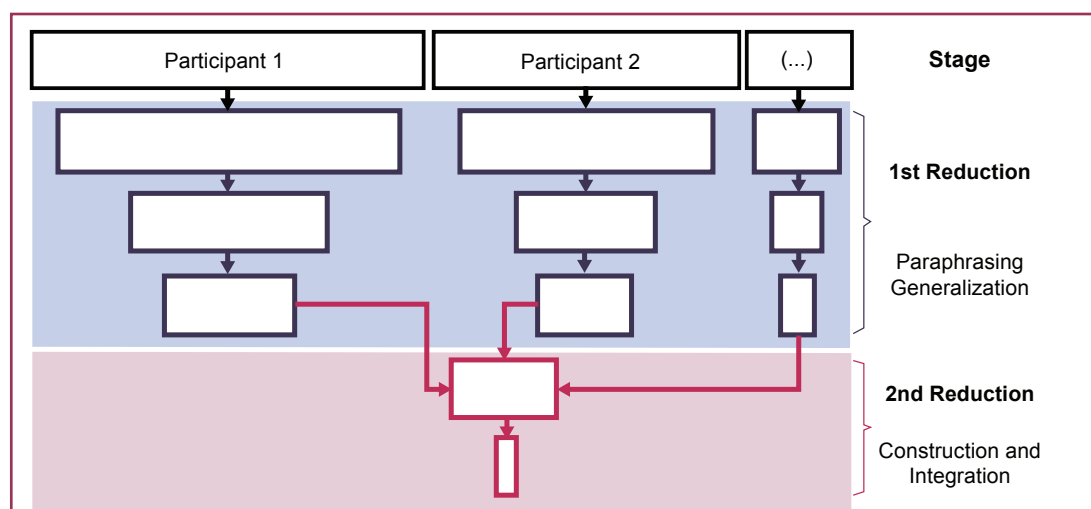 Participant 1
Participant 2
(...)
Stage
1st Reduction
Paraphrasing
Generalization
2nd Reduction
Construction and
Integration